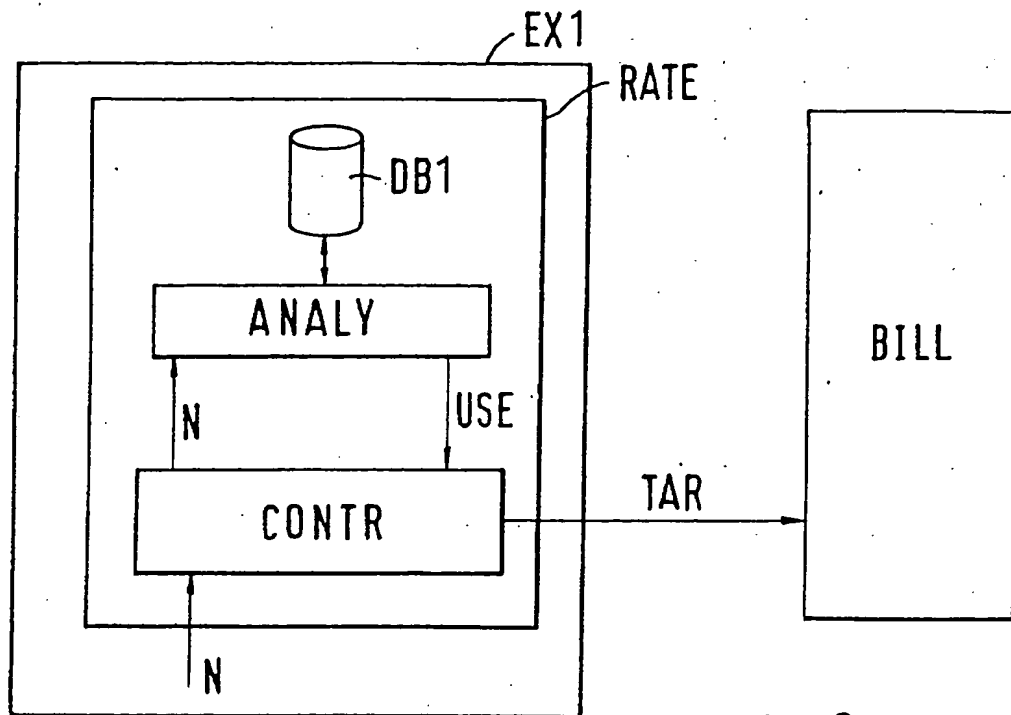 EX1
RATE
DB1
ANALY
BILL
N
USE
TAR
CONTR
N